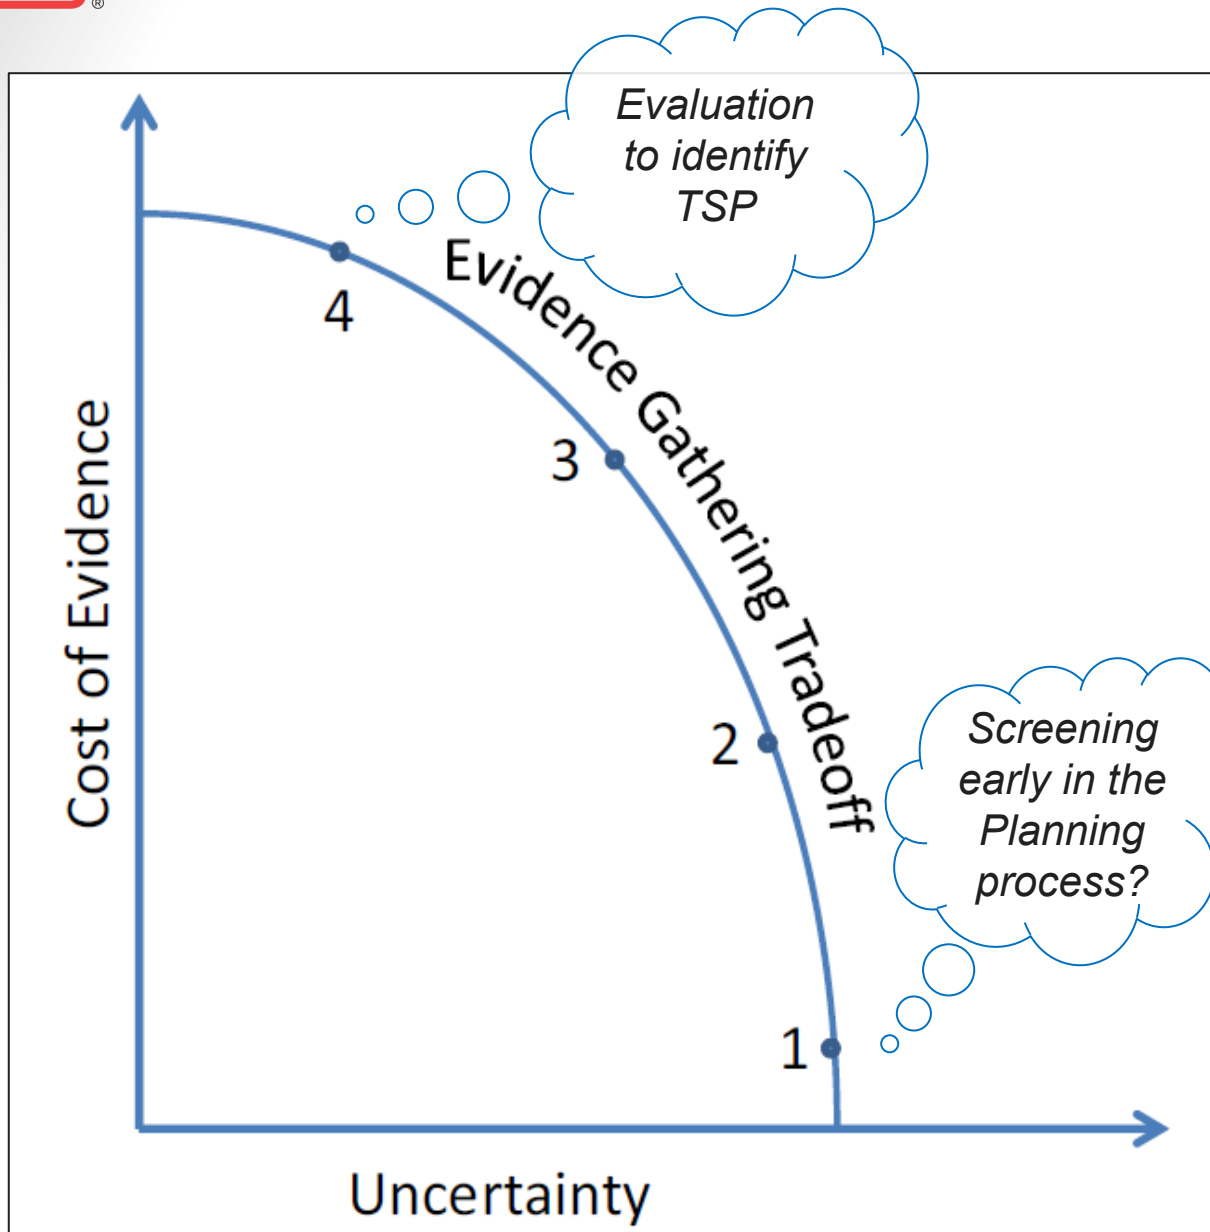 ®
Evaluation
to identify
TSP
Evidence Gathering Tradeoff
4
3
2
1
Cost of Evidence
Screening
early in the
Planning
process?
Uncertainty